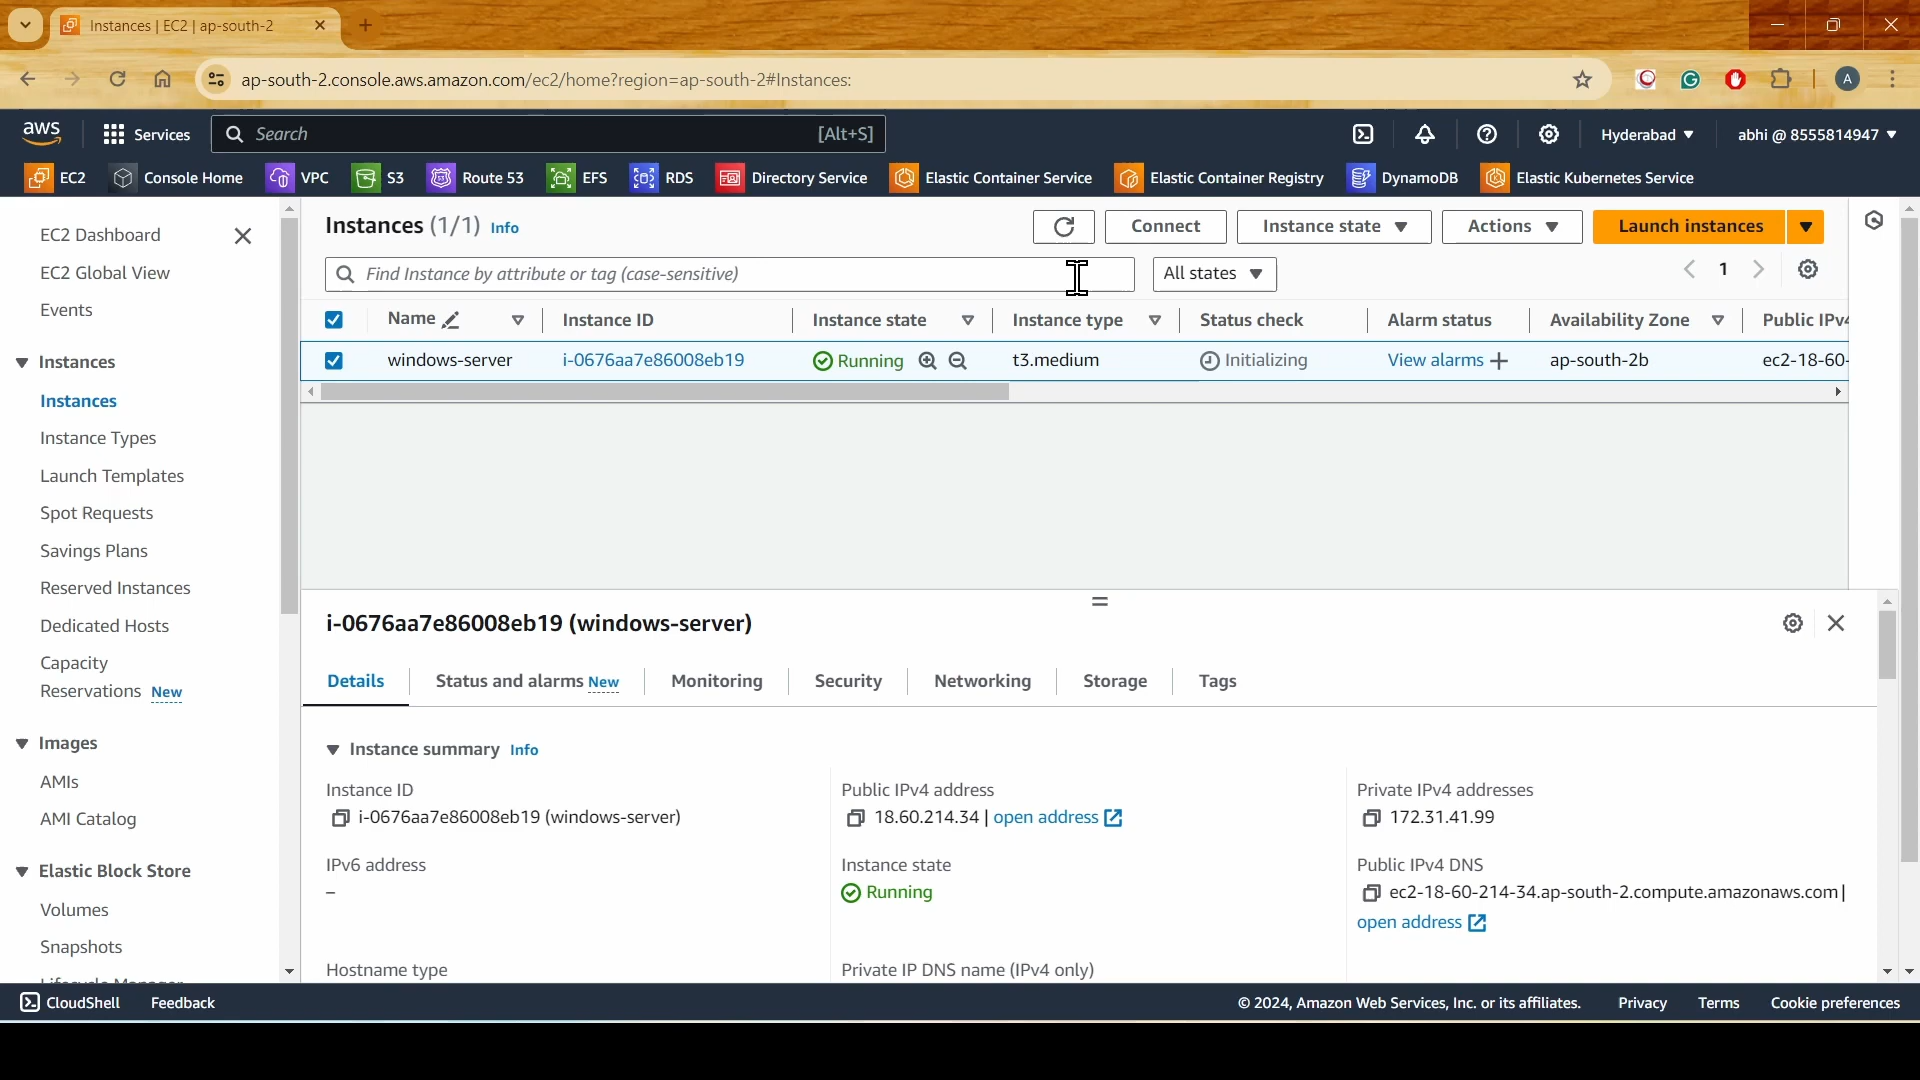 Instances | EC2 | ap-south-2
ap-south-2.console.aws.amazon.com/ec2/home?region=ap-south-2#Instances:
A
aws
Services
Search
[Alt+S]
Hyderabad
abhi @ 8555814947
EC2
Console Home
VPC
S3
Route 53
EFS
RDS
Directory Service
Elastic Container Service
Elastic Container Registry
DynamoDB
Elastic Kubernetes Service
EC2 Dashboard
EC2 Global View
Events
Instances
Instances
Instance Types
Launch Templates
Spot Requests
Savings Plans
Reserved Instances
Dedicated Hosts
Capacity
Reservations New
Images
AMIs
AMI Catalog
Elastic Block Store
Volumes
Snapshots
Lifecycle Manager
Instances (1/1) Info
Connect
Instance state
Actions
Launch instances
Find Instance by attribute or tag (case-sensitive)
All states
1
Name
Instance ID
Instance state
Instance type
Status check
Alarm status
Availability Zone
Public IPv4
windows-server
i-0676aa7e86008eb19
Running
t3.medium
Initializing
View alarms
ap-south-2b
ec2-18-60-
i-0676aa7e86008eb19 (windows-server)
Details
Status and alarms New
Monitoring
Security
Networking
Storage
Tags
Instance summary Info
Instance ID
i-0676aa7e86008eb19 (windows-server)
Public IPv4 address
18.60.214.34 | open address
Private IPv4 addresses
172.31.41.99
IPv6 address
–
Instance state
Running
Public IPv4 DNS
ec2-18-60-214-34.ap-south-2.compute.amazonaws.com |
open address
Hostname type
Private IP DNS name (IPv4 only)
CloudShell
Feedback
© 2024, Amazon Web Services, Inc. or its affiliates.
Privacy
Terms
Cookie preferences